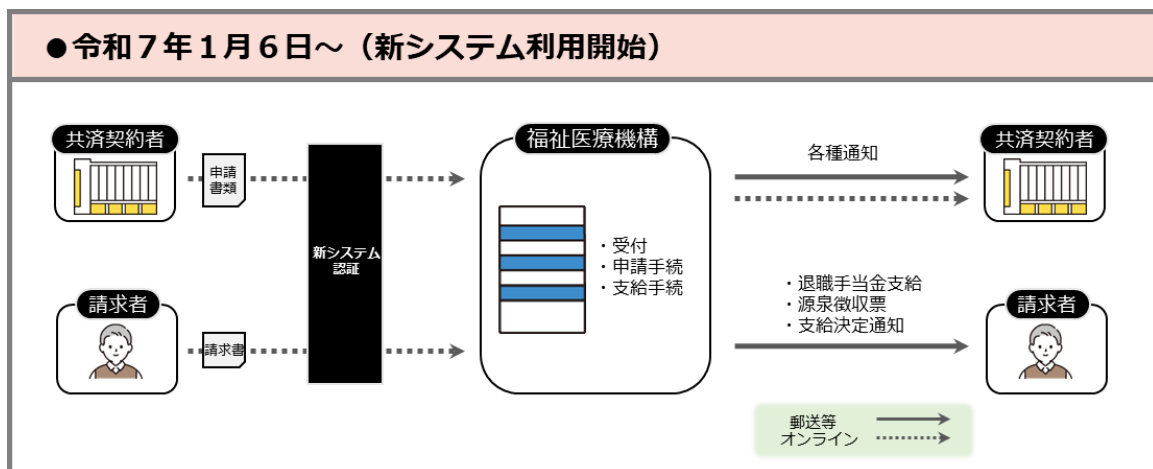 ●令和7年1月6日~(新システム利用開始)
共済契約者
申請
書類
請求者
請求書
新システム
認証
福祉医療機構
・受付
・申請手続
・支給手続
各種通知
共済契約者
・退職手当金支給
・源泉徴収票
・支給決定通知
請求者
郵送等
オンライン